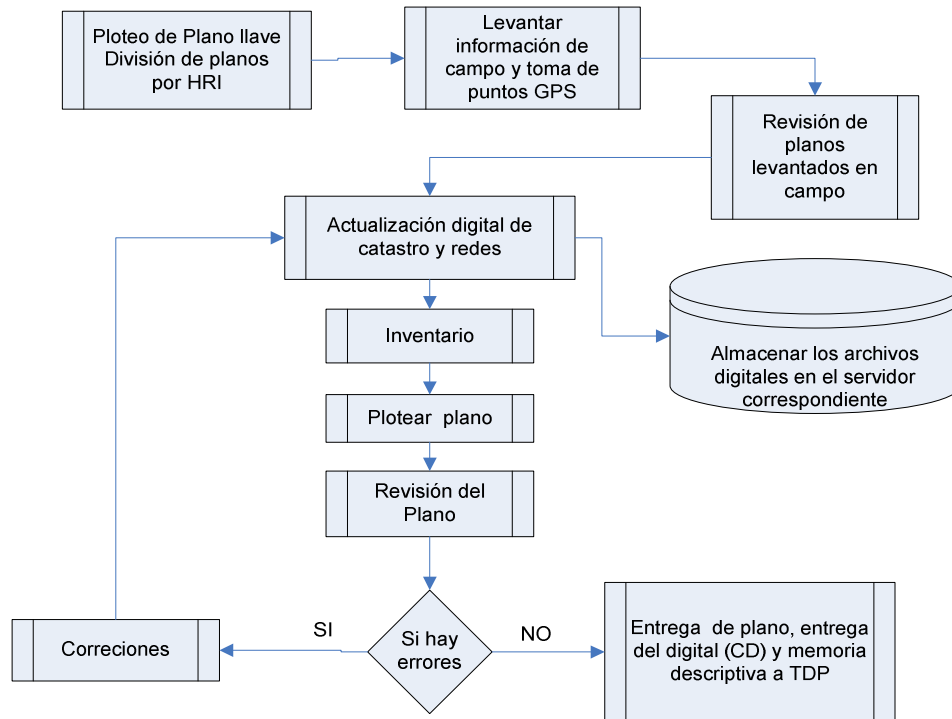 Ploteo de Plano llave
División de planos
por HRI
Levantar
información de
campo y toma de
puntos GPS
Revisión de
planos
levantados en
campo
Actualización digital de
catastro y redes
Almacenar los archivos
digitales en el servidor
correspondiente
Inventario
Plotear plano
Revisión del
Plano
Si hay
errores
SI
NO
Correciones
Entrega de plano, entrega
del digital (CD) y memoria
descriptiva a TDP